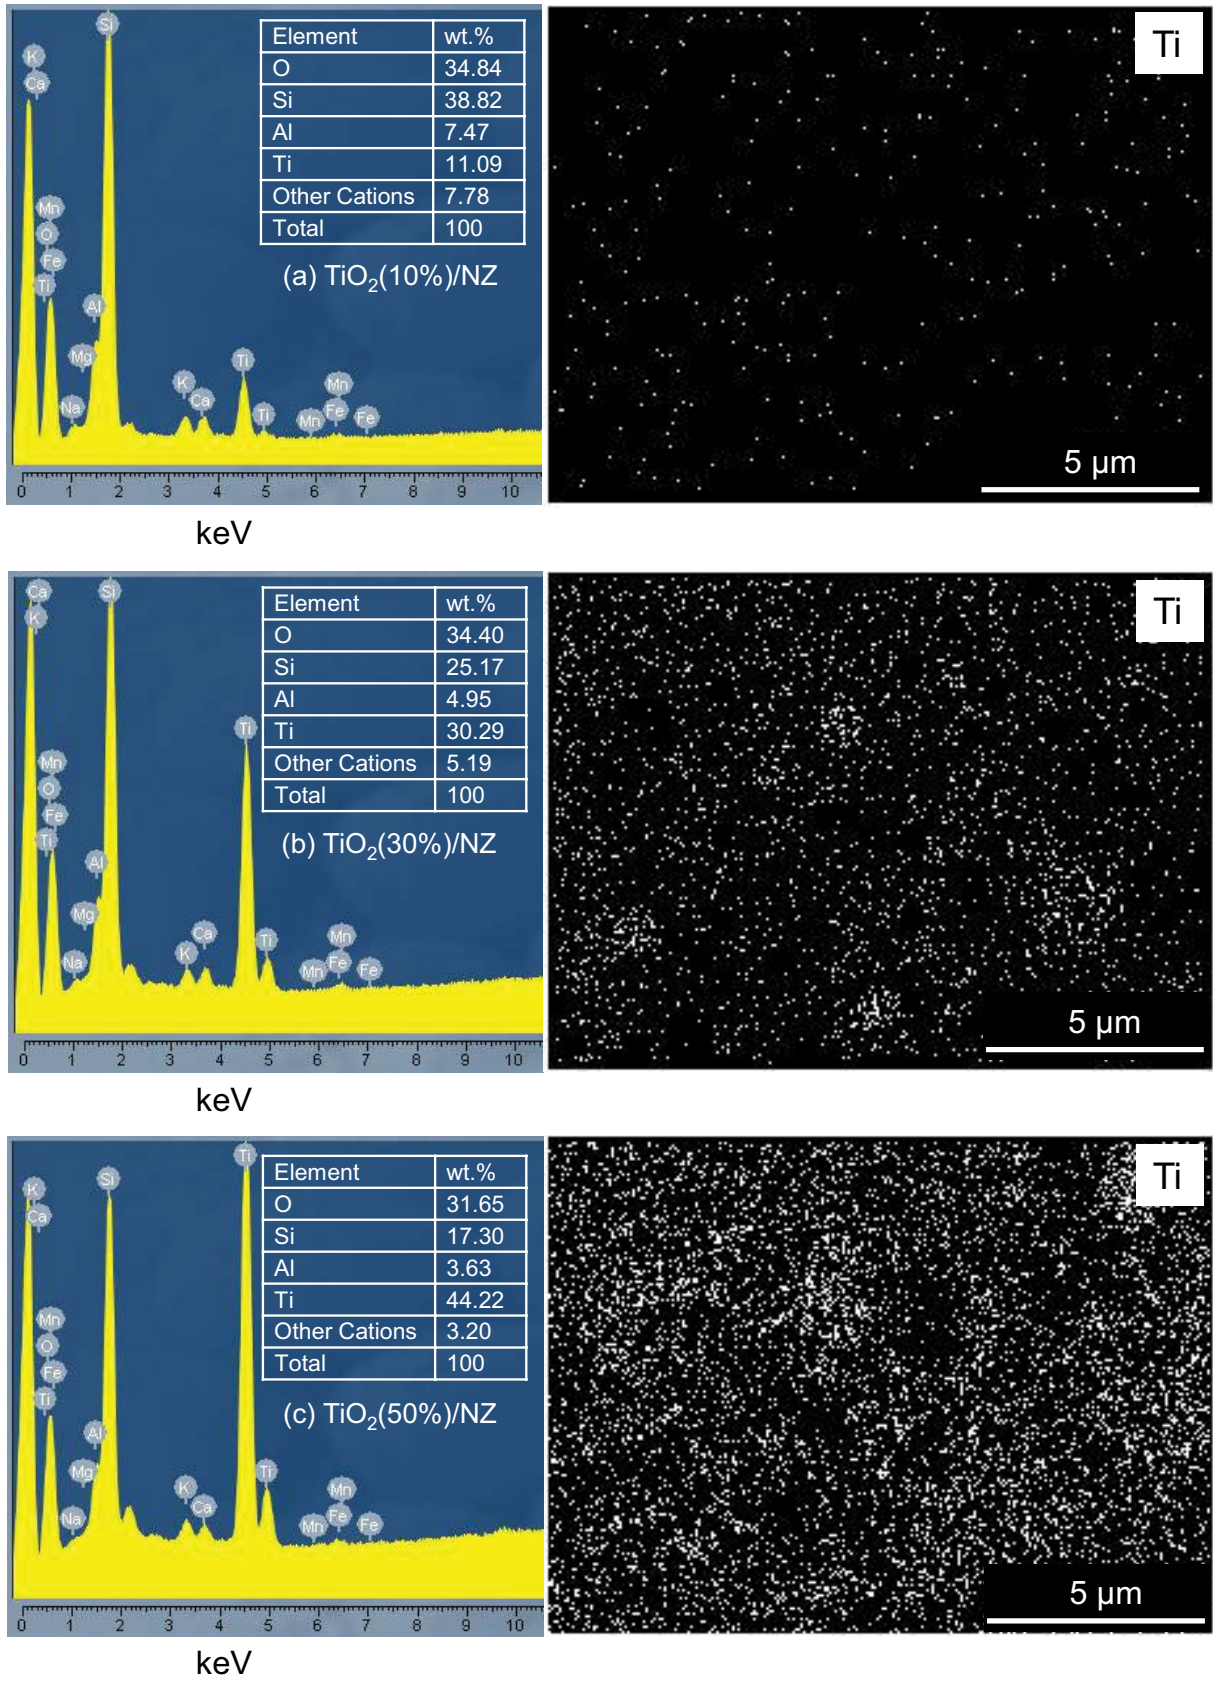 K
Ca
Mn
O
Fe
Ti
Al
Mg
Na
Si
K
Ca
Ti
Ti
Mn
Mn
Fe
Fe
Element wt.%
O 34.84
Si 38.82
Al 7.47
Ti 11.09
Other Cations 7.78
Total 100
(a) TiO₂(10%)/NZ
0 1 2 3 4 5 6 7 8 9 10
keV
Ti
5 µm
Ca
K
Mn
O
Fe
Ti
Al
Mg
Na
Si
K
Ca
Ti
Ti
Mn
Mn
Fe
Fe
Element wt.%
O 34.40
Si 25.17
Al 4.95
Ti 30.29
Other Cations 5.19
Total 100
(b) TiO₂(30%)/NZ
0 1 2 3 4 5 6 7 8 9 10
keV
Ti
5 µm
K
Ca
Mn
O
Fe
Ti
Al
Mg
Na
Si
K
Ca
Ti
Ti
Mn
Mn
Fe
Fe
Element wt.%
O 31.65
Si 17.30
Al 3.63
Ti 44.22
Other Cations 3.20
Total 100
(c) TiO₂(50%)/NZ
0 1 2 3 4 5 6 7 8 9 10
keV
Ti
5 µm